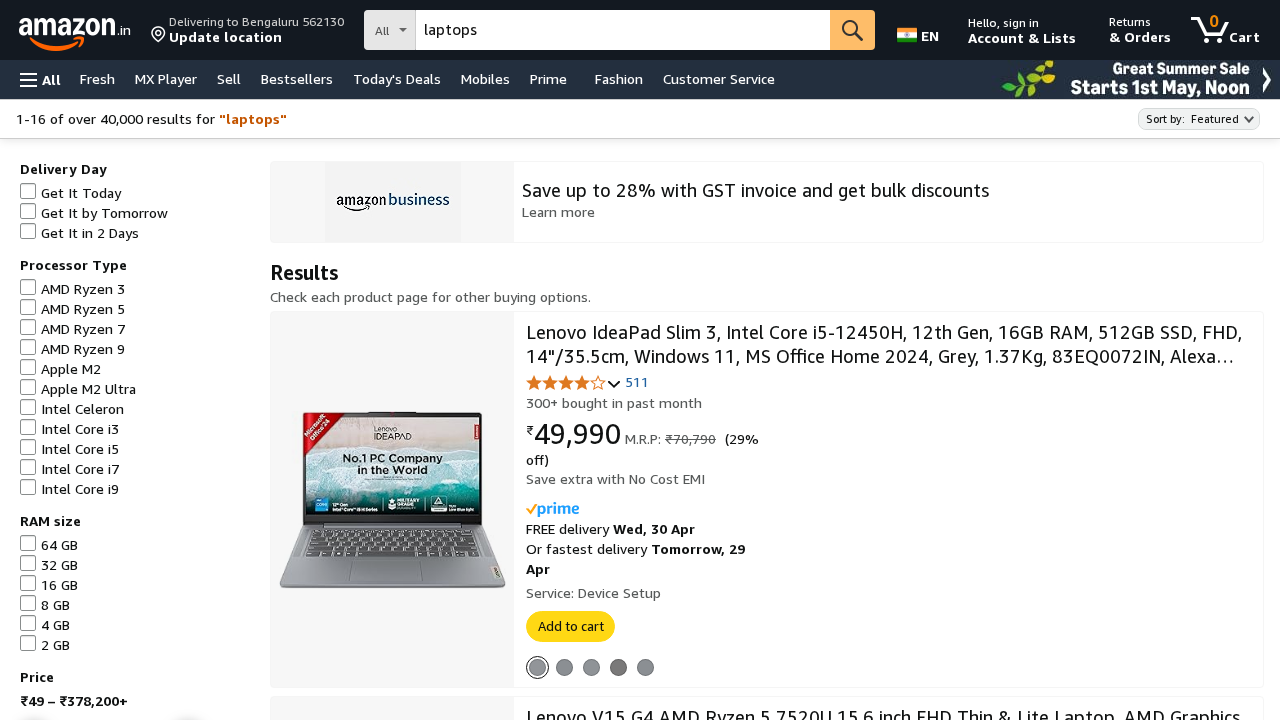 amazon.in
Delivering to Bengaluru 562130
Update location
All
laptops
EN
Hello, sign in
Account & Lists
Returns
& Orders
0
Cart
All
Fresh
MX Player
Sell
Bestsellers
Today's Deals
Mobiles
Prime
Fashion
Customer Service
Great Summer Sale
Starts 1st May, Noon
1-16 of over 40,000 results for "laptops"
Sort by: Featured
Delivery Day
Get It Today
Get It by Tomorrow
Get It in 2 Days
Processor Type
AMD Ryzen 3
AMD Ryzen 5
AMD Ryzen 7
AMD Ryzen 9
Apple M2
Apple M2 Ultra
Intel Celeron
Intel Core i3
Intel Core i5
Intel Core i7
Intel Core i9
RAM size
64 GB
32 GB
16 GB
8 GB
4 GB
2 GB
Price
₹49 – ₹378,200+
amazon business
Save up to 28% with GST invoice and get bulk discounts
Learn more
Results
Check each product page for other buying options.
Microsoft
Office'24
Lenovo
IDEAPAD
No.1 PC Company
in the World
Lenovo IdeaPad Slim 3, Intel Core i5-12450H, 12th Gen, 16GB RAM, 512GB SSD, FHD,
14"/35.5cm, Windows 11, MS Office Home 2024, Grey, 1.37Kg, 83EQ0072IN, Alexa…
511
300+ bought in past month
₹49,990 M.R.P: ₹70,790 (29%
off)
Save extra with No Cost EMI
prime
FREE delivery Wed, 30 Apr
Or fastest delivery Tomorrow, 29
Apr
Service: Device Setup
Add to cart
Lenovo V15 G4 AMD Ryzen 5 7520U 15.6 inch FHD Thin & Lite Laptop, AMD Graphics